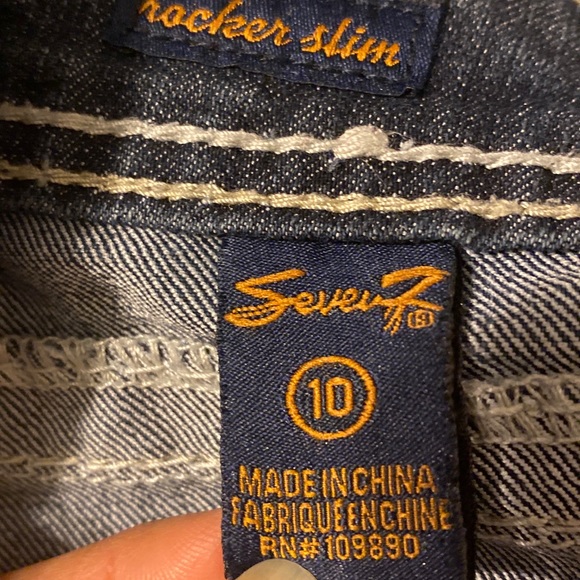 rocker slim
Seven7
10
MADE IN CHINA
FABRIQUE EN CHINE
RN# 109890